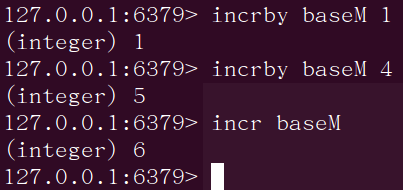 127.0.0.1:6379> incrby baseM 1
(integer) 1
127.0.0.1:6379> incrby baseM 4
(integer) 5
127.0.0.1:6379> incr baseM
(integer) 6
127.0.0.1:6379>